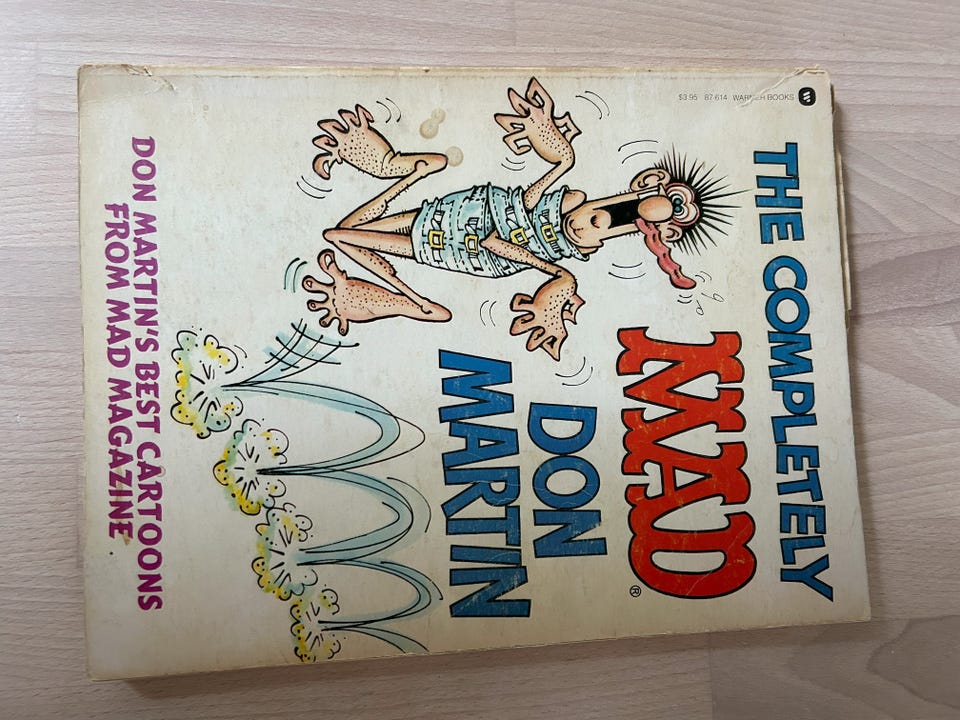 $3.95 87-614 WARNER BOOKS
THE COMPLETELY
MAD®
DON
MARTIN
DON MARTIN'S BEST CARTOONS
FROM MAD MAGAZINE